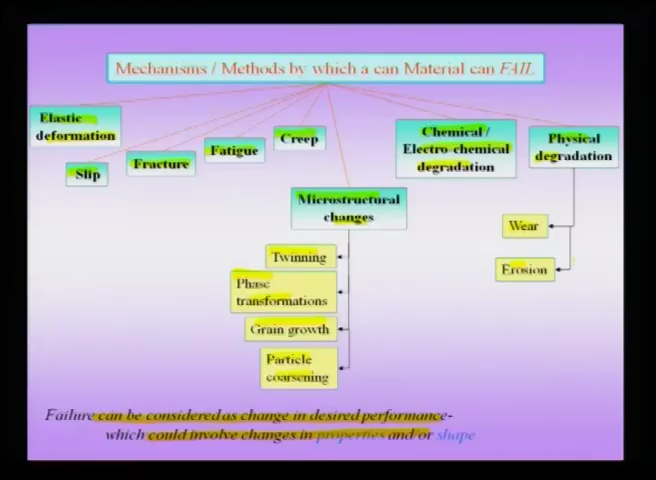 Mechanisms / Methods by which a can Material can FAIL
Elastic
deformation
Slip
Fracture
Fatigue
Creep
Chemical /
Electro-chemical
degradation
Physical
degradation
Microstructural
changes
Twinning
Phase
transformations
Grain growth
Particle
coarsening
Wear
Erosion
Failure can be considered as change in desired performance-
which could involve changes in properties and/or shape